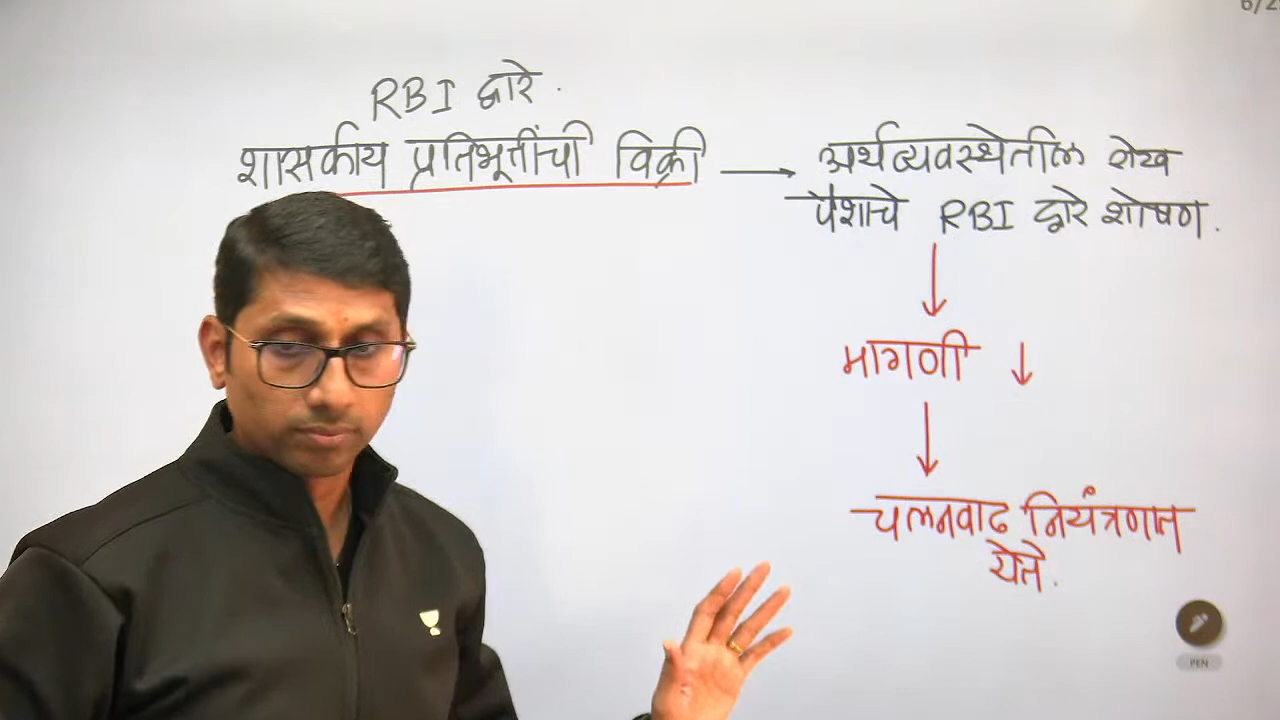 RBI द्वारे.
शासकीय प्रतिभूतींची विक्री → अर्थव्यवस्थेतील रोख
पैशाचे RBI द्वारे शोषण.
↓
मागणी ↓
↓
चलनवाढ नियंत्रणात
येते.
PEN